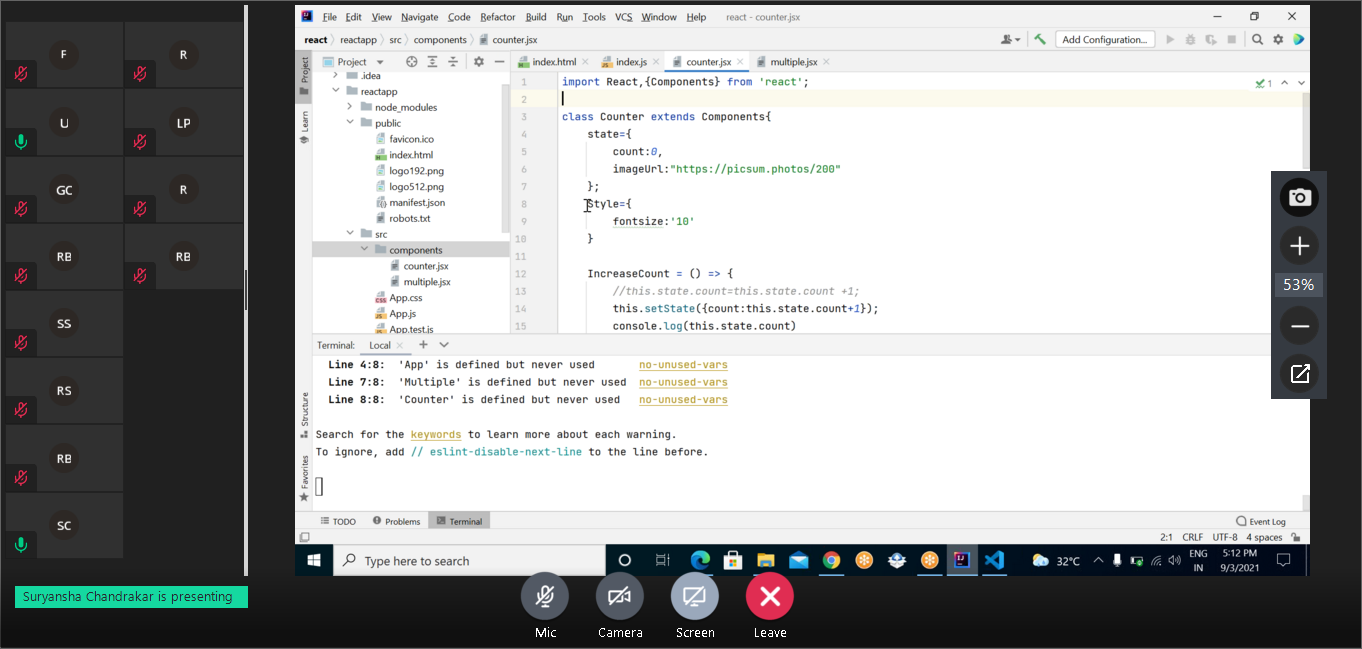 F
R
U
LP
GC
R
RB
RB
SS
RS
RB
SC
Suryansha Chandrakar is presenting
File Edit View Navigate Code Refactor Build Run Tools VCS Window Help react - counter.jsx
react reactapp src components counter.jsx
Add Configuration...
Project
Learn
Structure
Favorites
Project
.idea
reactapp
node_modules
public
favicon.ico
index.html
logo192.png
logo512.png
manifest.json
robots.txt
src
components
counter.jsx
multiple.jsx
App.css
App.js
App.test.js
index.html index.js counter.jsx multiple.jsx
1 import React,{Components} from 'react';
2
3 class Counter extends Components{
4 state={
5 count:0,
6 imageUrl:"https://picsum.photos/200"
7 };
8 Style={
9 fontsize:'10'
10 }
11
12 IncreaseCount = () => {
13 //this.state.count=this.state.count +1;
14 this.setState({count:this.state.count+1});
15 console.log(this.state.count)
1
Terminal: Local
Line 4:8: 'App' is defined but never used no-unused-vars
Line 7:8: 'Multiple' is defined but never used no-unused-vars
Line 8:8: 'Counter' is defined but never used no-unused-vars
Search for the keywords to learn more about each warning.
To ignore, add // eslint-disable-next-line to the line before.
TODO Problems Terminal Event Log
2:1 CRLF UTF-8 4 spaces
Type here to search
32°C
ENG
IN
5:12 PM
9/3/2021
53%
Mic Camera Screen Leave